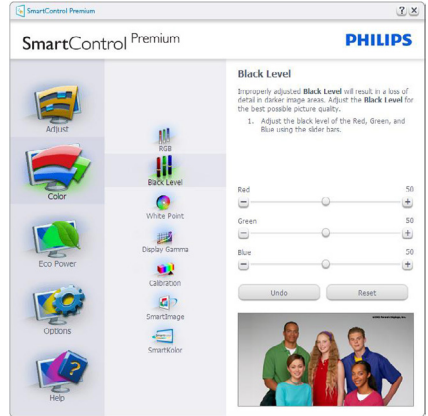 SmartControl Premium
SmartControl Premium
PHILIPS
Adjust
Color
Eco Power
Options
Help
RGB
Black Level
White Point
Display Gamma
Calibration
SmartImage
SmartKolor
Black Level
Improperly adjusted Black Level will result in a loss of
detail in darker image areas. Adjust the Black Level for
the best possible picture quality.
1. Adjust the black level of the Red, Green, and
Blue using the slder bars.
Red 50
Green 50
Blue 50
Undo Reset